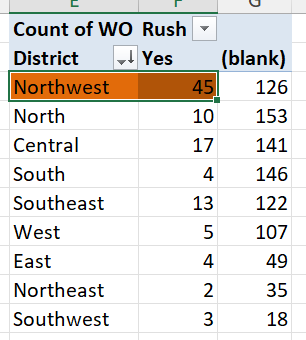 E F G
Count of WO Rush
District Yes (blank)
Northwest 45 126
North 10 153
Central 17 141
South 4 146
Southeast 13 122
West 5 107
East 4 49
Northeast 2 35
Southwest 3 18